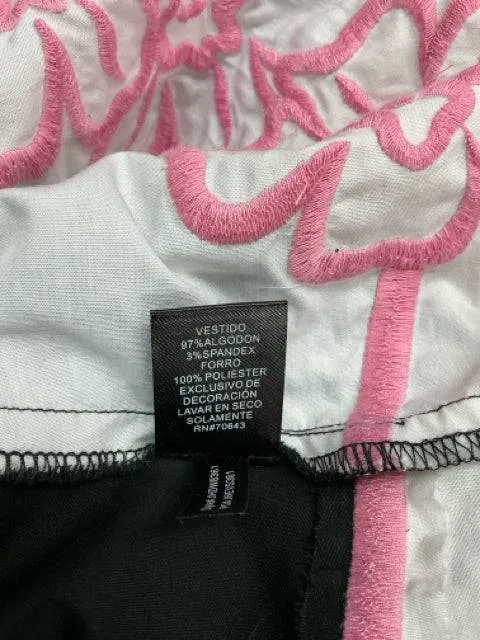 VESTIDO
97%ALGODON
3%SPANDEX
FORRO
100% POLIESTER
EXCLUSIVO DE
DECORACIÓN
LAVAR EN SECO
SOLAMENTE
RN#70643